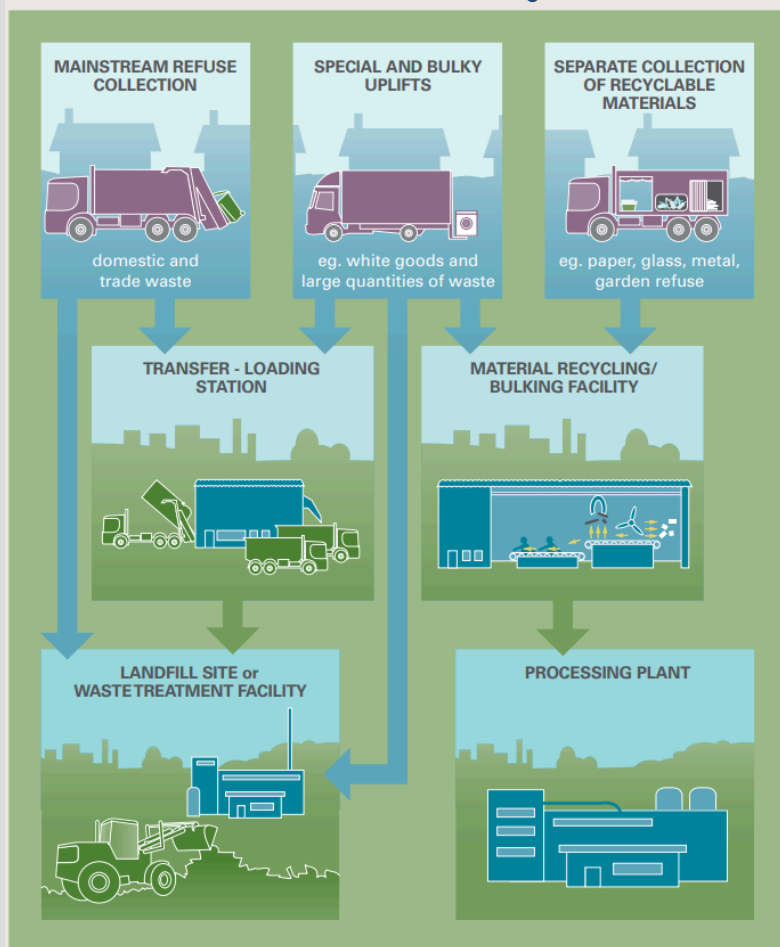 MAINSTREAM REFUSE
COLLECTION
domestic and
trade waste
SPECIAL AND BULKY
UPLIFTS
eg. white goods and
large quantities of waste
SEPARATE COLLECTION
OF RECYCLABLE
MATERIALS
eg. paper, glass, metal,
garden refuse
TRANSFER - LOADING
STATION
MATERIAL RECYCLING/
BULKING FACILITY
LANDFILL SITE or
WASTE TREATMENT FACILITY
PROCESSING PLANT